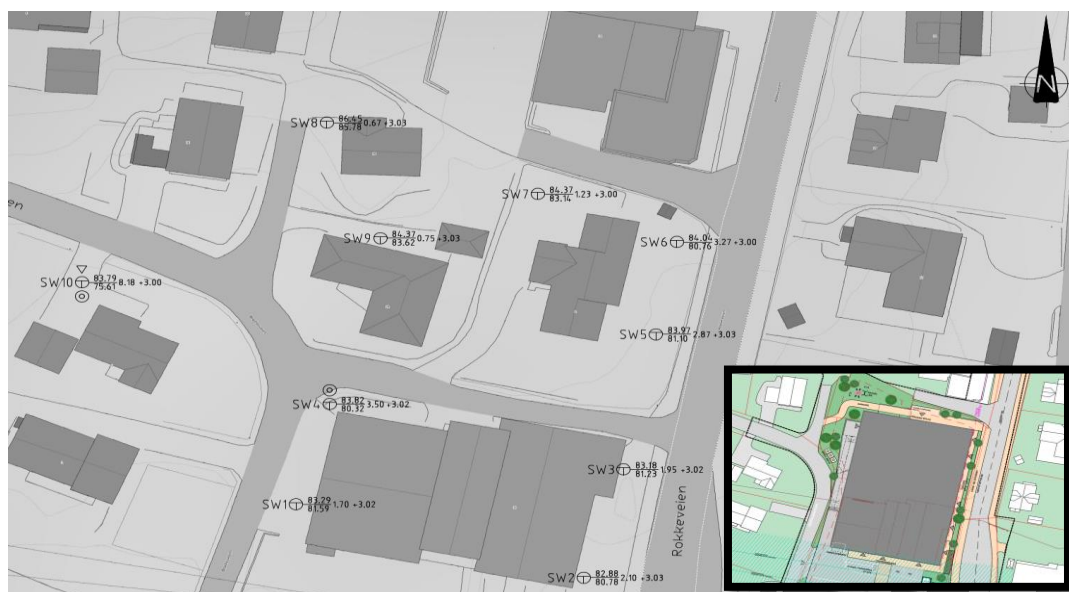 N
SW8 86.45 0.67 +3.03
85.78
SW7 84.37 1.23 +3.00
83.14
en
SW9 84.37 0.75 +3.03
83.62
SW6 84.04 3.27 +3.00
80.76
SW10 83.79 8.18 +3.00
75.61
SW5 83.97 2.87 +3.03
81.10
SW4 83.82 3.50 +3.02
80.32
SW3 83.18 1.95 +3.02
81.23
SW1 83.29 1.70 +3.02
81.59
Rokkeveien
SW2 82.88 2.10 +3.03
80.78